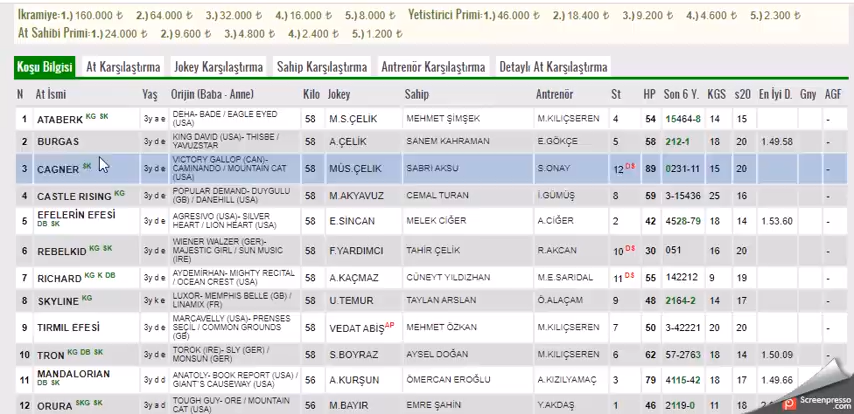 İkramiye:1.) 160.000 ₺ 2.) 64.000 ₺ 3.) 32.000 ₺ 4.) 16.000 ₺ 5.) 8.000 ₺ Yetistirici Primi:1.) 46.000 ₺ 2.) 18.400 ₺ 3.) 9.200 ₺ 4.) 4.600 ₺ 5.) 2.300 ₺
At Sahibi Primi:1.) 24.000 ₺ 2.) 9.600 ₺ 3.) 4.800 ₺ 4.) 2.400 ₺ 5.) 1.200 ₺
Koşu Bilgisi At Karşılaştırma Jokey Karşılaştırma Sahip Karşılaştırma Antrenör Karşılaştırma Detaylı At Karşılaştırma
N At İsmi Yaş Orijin (Baba - Anne) Kilo Jokey Sahip Antrenör St HP Son 6 Y. KGS s20 En İyi D. Gny AGF
1 ATABERK KG SK 3y a e DEHA- BADE / EAGLE EYED (USA) 58 M.S.ÇELİK MEHMET ŞİMŞEK M.KILIÇSEREN 4 54 15464-8 14 15 -
2 BURGAS 3y d e KING DAVID (USA)- THISBE / YAVUZSTAR 58 A.ÇELİK SANEM KAHRAMAN E.GÖKÇE 5 58 212-1 18 20 1.49.58 -
3 CAGNER SK 3y d e VICTORY GALLOP (CAN)- CAMINANDO / MOUNTAIN CAT (USA) 58 MÜS.ÇELİK SABRİ AKSU S.ONAY 12 DS 89 0231-11 15 20 -
4 CASTLE RISING KG 3y d e POPULAR DEMAND- DUYGULU (GB) / DANEHILL (USA) 58 M.AKYAVUZ CEMAL TURAN İ.GÜMÜŞ 8 59 3-15436 25 16 -
5 EFELERİN EFESİ DB SK 3y d e AGRESIVO (USA)- SILVER HEART / LION HEART (USA) 58 E.SİNCAN MELEK CİĞER A.CİĞER 2 42 4528-79 18 14 1.53.60 -
6 REBELKID KG SK 3y d e WIENER WALZER (GER)- MAJESTIC GIRL / SUN MUSIC (IRE) 58 F.YARDIMCI TAHİR ÇELİK R.AKCAN 10 DS 30 051 16 20 -
7 RICHARD KG K DB 3y d e AYDEMİRHAN- MIGHTY RECITAL / OCEAN CREST (USA) 58 A.KAÇMAZ CÜNEYT YILDIZHAN M.E.SARIDAL 11 DS 55 142212 9 19 -
8 SKYLINE KG 3y k e LUXOR- MEMPHIS BELLE (GB) / LINAMIX (FR) 58 U.TEMUR TAYLAN ARSLAN Ö.ALAÇAM 9 48 2164-2 14 17 -
9 TIRMIL EFESİ 3y d e MARCAVELLY (USA)- PRENSES SEÇİL / COMMON GROUNDS (GB) 58 VEDAT ABİŞ AP MEHMET ÖZKAN M.KILIÇSEREN 7 50 3-42221 20 20 -
10 TRON KG DB SK 3y d e TOROK (IRE)- SLY (GER) / MONSUN (GER) 58 S.BOYRAZ AYSEL DOĞAN M.KILIÇSEREN 6 62 57-2763 18 14 1.50.09 -
11 MANDALORIAN DB SK 3y d d ANATOLY- BOOK REPORT (USA) / GIANT'S CAUSEWAY (USA) 56 A.KURŞUN ÖMERCAN EROĞLU A.KIZILYAMAÇ 3 79 4115-42 18 17 1.49.66
12 ORURA SKG SK 3y a d TOUGH GUY- ORE / MOUNTAIN CAT (USA) 56 M.BAYIR EMRE ŞAHİN Y.AKDAŞ 1 46 2119-0 11 18
Screenpresso.com